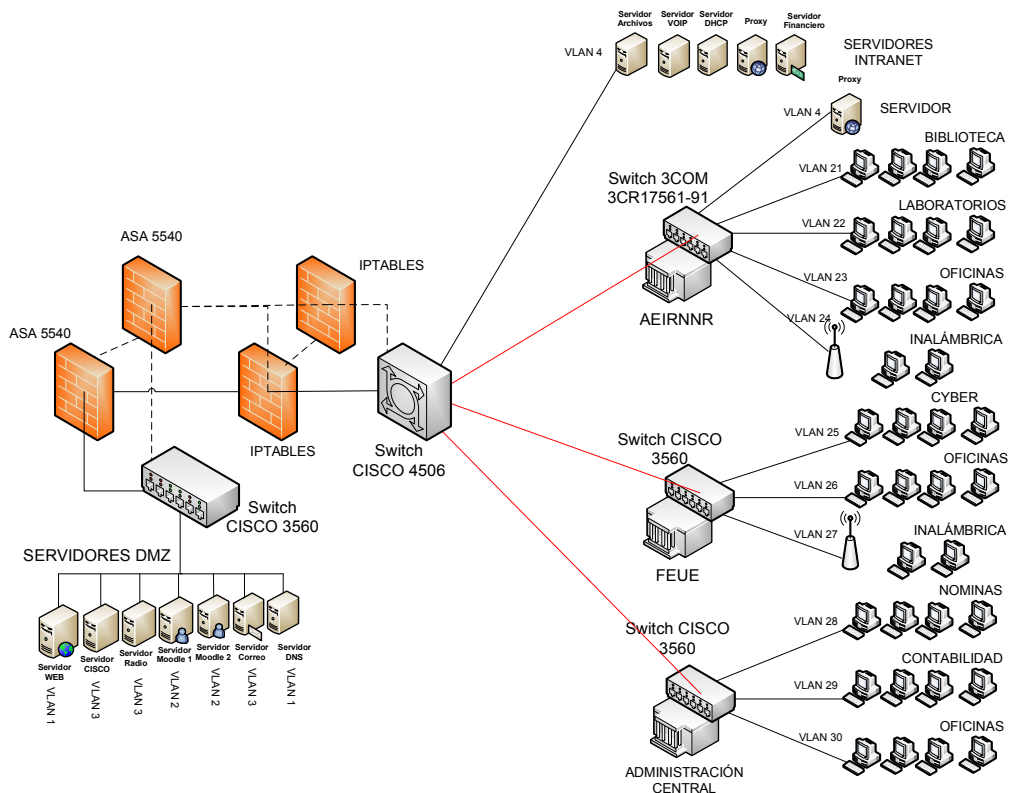 Servidor
Archivos
Servidor
VOIP
Servidor
DHCP
Proxy
Servidor
Financiero
VLAN 4
SERVIDORES
INTRANET
Proxy
VLAN 4
SERVIDOR
BIBLIOTECA
VLAN 21
Switch 3COM
3CR17561-91
LABORATORIOS
VLAN 22
OFICINAS
VLAN 23
VLAN 24
AEIRNNR
INALÁMBRICA
ASA 5540
IPTABLES
ASA 5540
IPTABLES
Switch
CISCO 4506
CYBER
VLAN 25
Switch CISCO
3560
OFICINAS
VLAN 26
VLAN 27
INALÁMBRICA
FEUE
Switch
CISCO 3560
SERVIDORES DMZ
Servidor
WEB
Servidor
CISCO
Servidor
Radio
Servidor
Moodle 1
Servidor
Moodle 2
Servidor
Correo
Servidor
DNS
VLAN 1
VLAN 3
VLAN 3
VLAN 2
VLAN 2
VLAN 3
VLAN 1
NOMINAS
VLAN 28
Switch CISCO
3560
CONTABILIDAD
VLAN 29
OFICINAS
VLAN 30
ADMINISTRACIÓN
CENTRAL